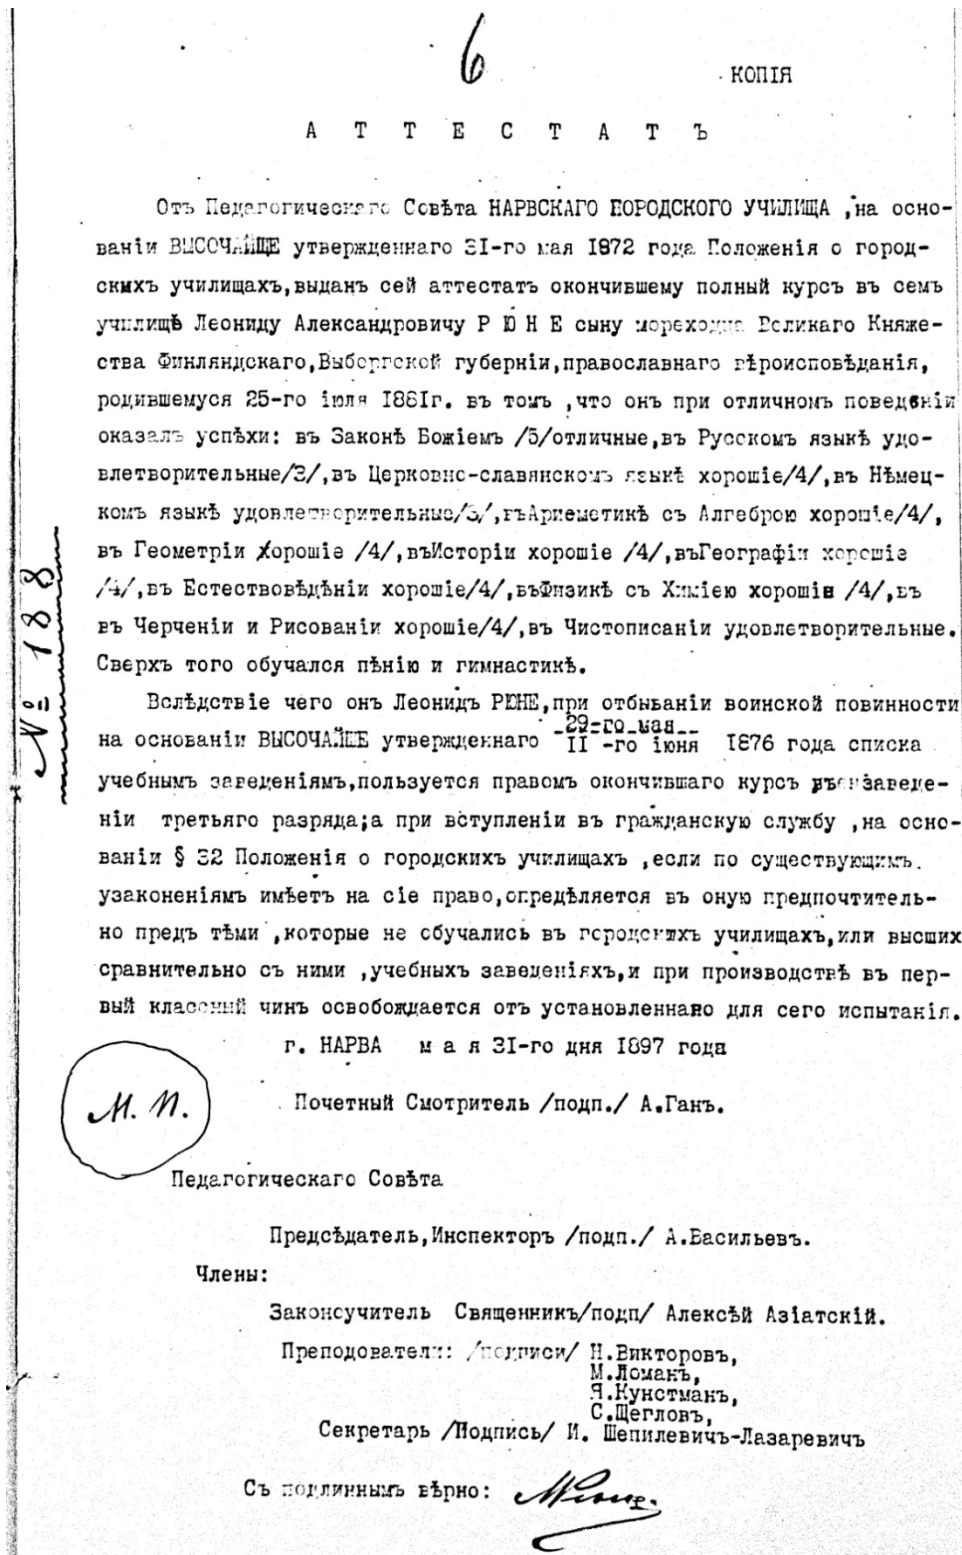 6
КОПІЯ
А Т Т Е С Т А Т Ъ
Отъ Педагогическаго Совѣта НАРВСКАГО ГОРОДСКОГО УЧИЛИЩА ,на осно-
ваніи ВЫСОЧАЙЩЕ утвержденнаго 31-го мая 1872 года Положенія о город-
скихъ училищахъ,выданъ сей аттестатъ окончившему полный курсъ въ семъ
училищѣ Леониду Александровичу Р Ю Н Е сыну мореходца Великаго Княже-
ства Финляндскаго,Выборгской губерніи,православнаго вѣроисповѣданія,
родившемуся 25-го іюля 1881г. въ томъ ,что онъ при отличномъ поведеніи
оказалъ успѣхи: въ Законѣ Божіемъ /5/отличные,въ Русскомъ языкѣ удо-
влетворительные/3/,въ Церковно-славянскомъ языкѣ хорошіе/4/,въ Нѣмец-
комъ языкѣ удовлетворительные/3/,въАриѳметикѣ съ Алгеброю хорошіе/4/,
въ Геометріи хорошіе /4/,въИсторіи хорошіе /4/,въГеографіи хорошіе
/4/,въ Естествовѣдѣніи хорошіе/4/,въФизикѣ съ Химіею хорошіе /4/,въ
въ Черченіи и Рисованіи хорошіе/4/,въ Чистописаніи удовлетворительные.
Сверхъ того обучался пѣнію и гимнастикѣ.
№ 188
Вслѣдствіе чего онъ Леонидъ РЮНЕ,при отбываніи воинской повинности
29-го мая
на основаніи ВЫСОЧАЙШЕ утвержденнаго II -го іюня 1876 года списка
учебнымъ заведеніямъ,пользуется правомъ окончившаго курсъ въ заведе-
ніи третьяго разряда;а при вступленіи въ гражданскую службу ,на осно-
ваніи § 32 Положенія о городскихъ училищахъ ,если по существующимъ.
узаконеніямъ имѣетъ на сіе право,опредѣляется въ оную предпочтитель-
но предъ тѣми ,которые не обучались въ городскихъ училищахъ,или высших
сравнительно съ ними ,учебныхъ заведеніяхъ,и при производствѣ въ пер-
вый классный чинъ освобождается отъ установленнаго для сего испытанія.
г. НАРВА м а я 31-го дня 1897 года
М. П.
Почетный Смотритель /подп./ А.Ганъ.
Педагогическаго Совѣта
Предсѣдатель,Инспекторъ /подп./ А.Васильевъ.
Члены:
Законоучитель Священникъ/подп/ Алексѣй Азіатскій.
Преподователи: /подписи/ Н.Викторовъ,
М.Ломакъ,
Я.Кунстманъ,
С.Щегловъ,
Секретарь /Подпись/ И. Шепилевичъ-Лазаревичъ
Съ подлиннымъ вѣрно: